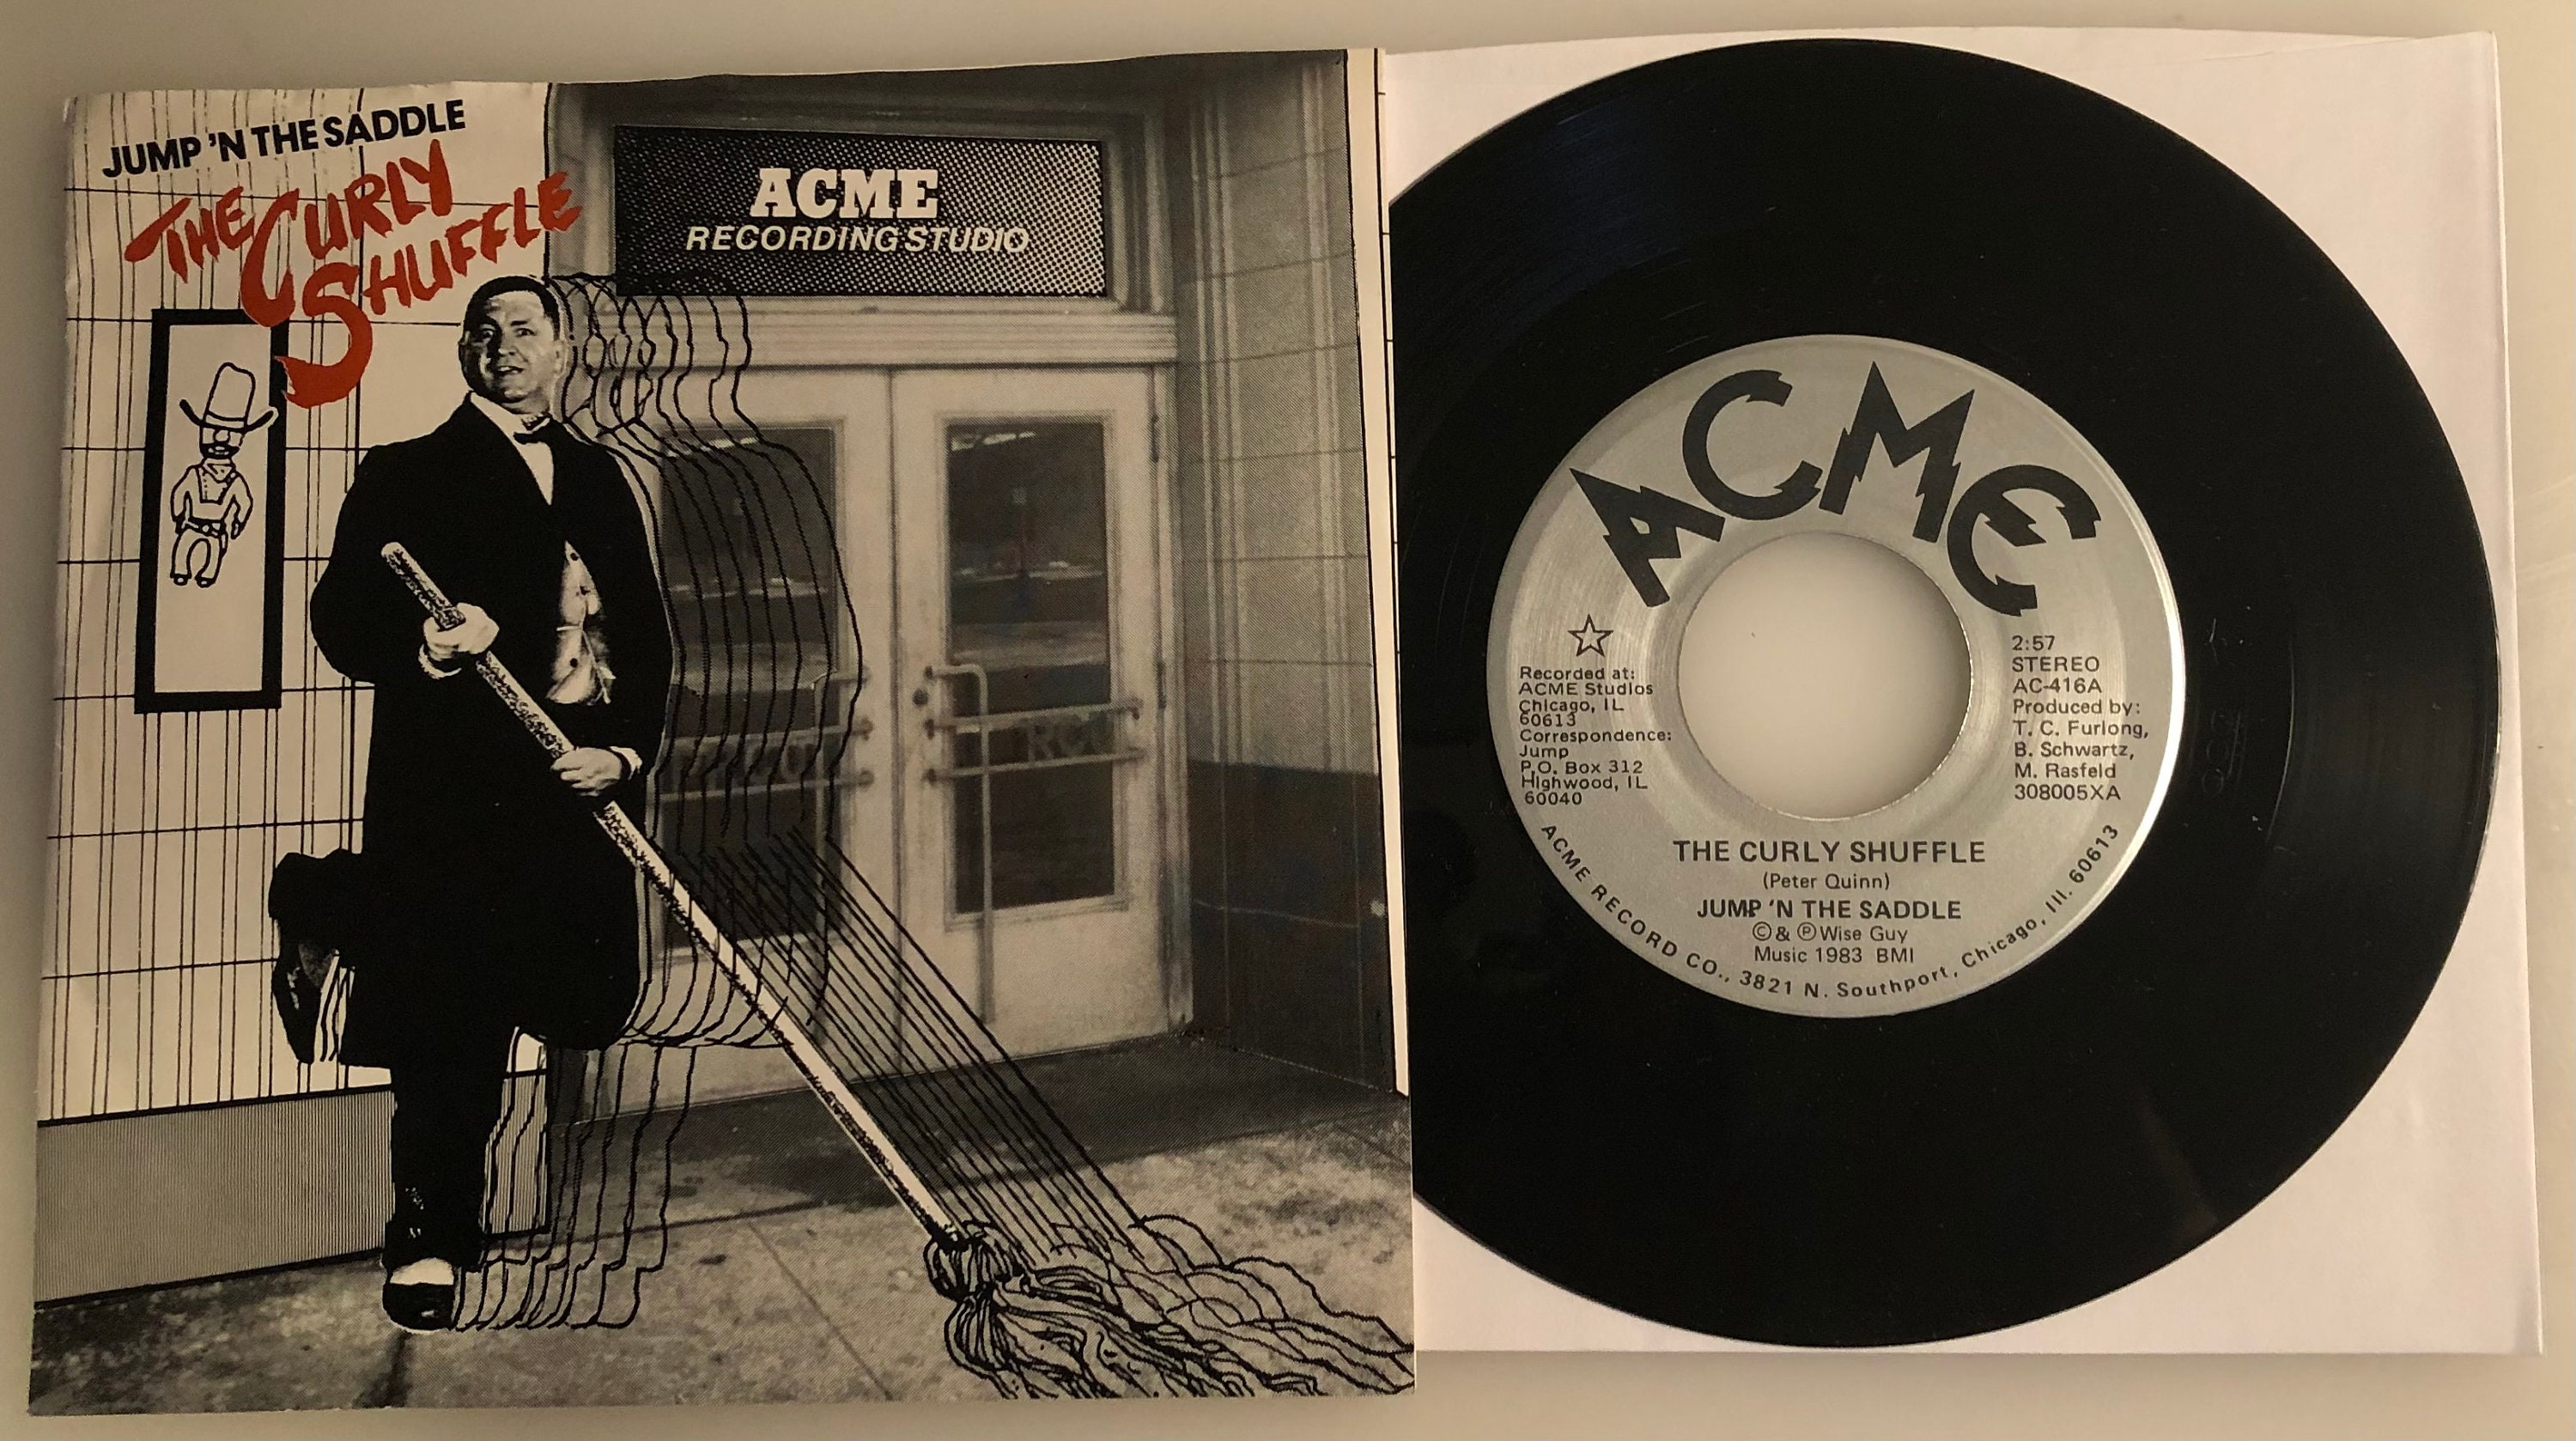 JUMP 'N THE SADDLE
THE CURLY
SHUFFLE
ACME
RECORDING STUDIO
ACME
Recorded at:
ACME Studios
Chicago, IL
60613
Correspondence:
Jump
P.O. Box 312
Highwood, IL
60040
2:57
STEREO
AC-416A
Produced by:
T. C. Furlong,
B. Schwartz,
M. Rasfeld
308005XA
THE CURLY SHUFFLE
(Peter Quinn)
JUMP 'N THE SADDLE
©& ℗Wise Guy
Music 1983 BMI
ACME RECORD CO., 3821 N. Southport, Chicago, Ill. 60613